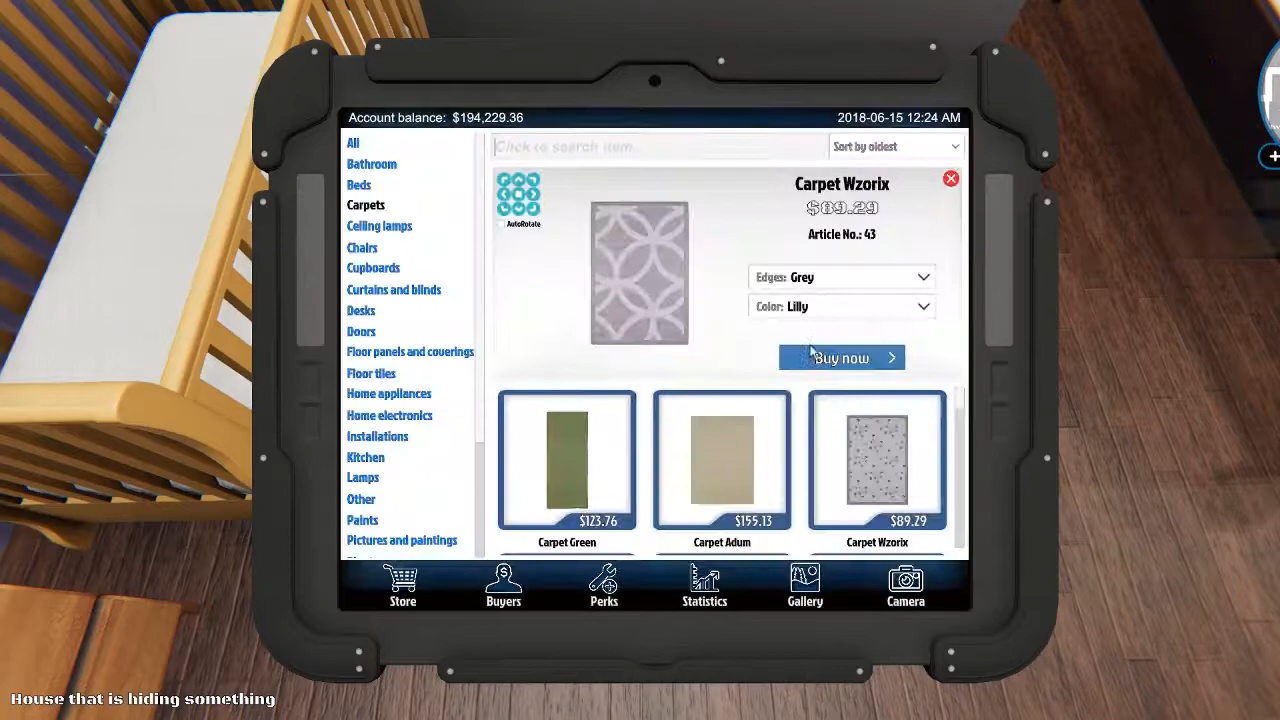 Account balance: $194,229.36
2018-06-15 12:24 AM
All
Bathroom
Beds
Carpets
Ceiling lamps
Chairs
Cupboards
Curtains and blinds
Desks
Doors
Floor panels and coverings
Floor tiles
Home appliances
Home electronics
Installations
Kitchen
Lamps
Other
Paints
Pictures and paintings
Click to search item...
Sort by oldest
AutoRotate
Carpet Wzorix
$89.29
Article No.: 43
Edges: Grey
Color: Lilly
Buy now
$123.76
Carpet Green
$155.13
Carpet Adum
$89.29
Carpet Wzorix
Store
Buyers
Perks
Statistics
Gallery
Camera
House that is hiding something